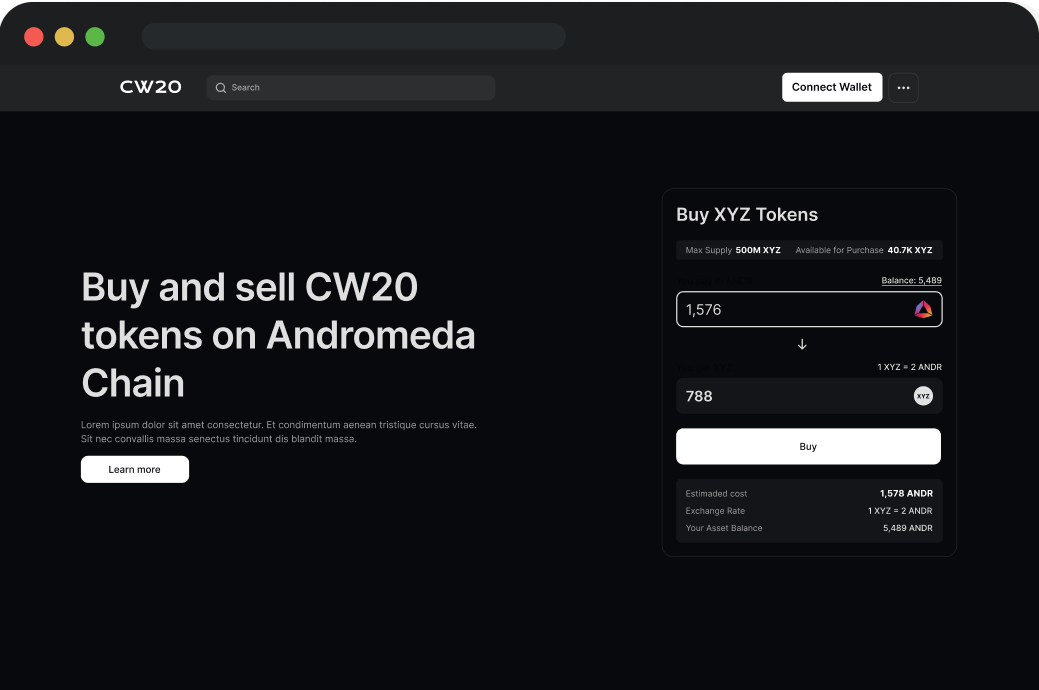 CW20
Search
Connect Wallet
Buy and sell CW20
tokens on Andromeda
Chain
Lorem ipsum dolor sit amet consectetur. Et condimentum aenean tristique cursus vitae.
Sit nec convallis massa senectus tincidunt dis blandit massa.
Learn more
Buy XYZ Tokens
Max Supply 500M XYZ Available for Purchase 40.7K XYZ
Balance: 5,489
1,576
1 XYZ = 2 ANDR
788 XYZ
Buy
Estimaded cost 1,578 ANDR
Exchange Rate 1 XYZ = 2 ANDR
Your Asset Balance 5,489 ANDR